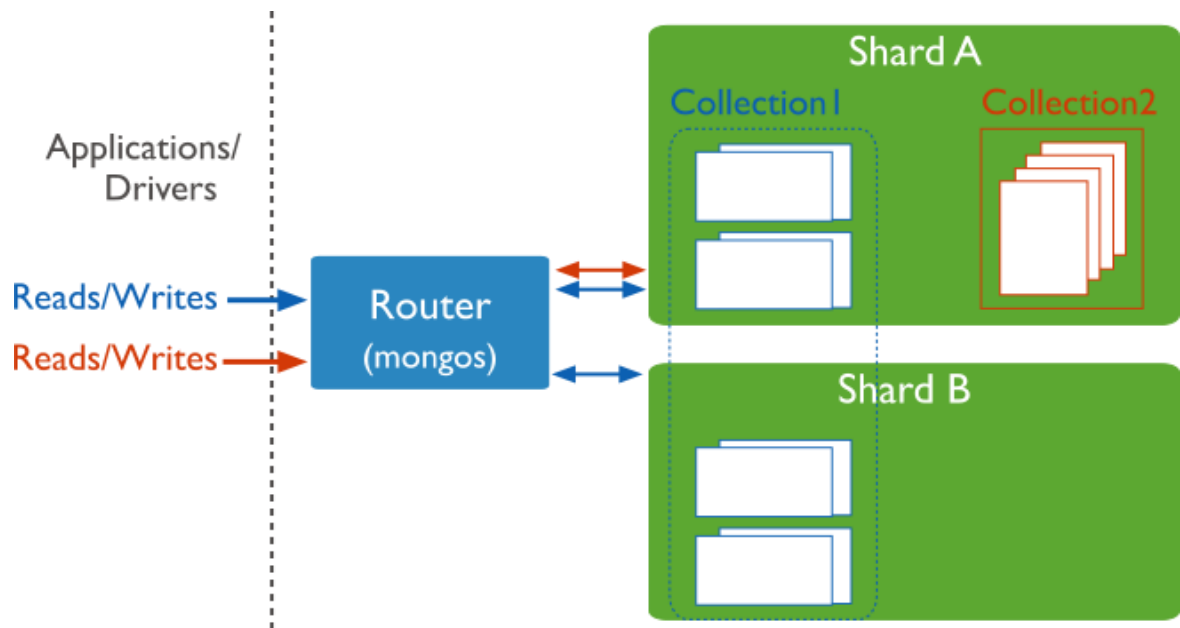 Shard A
Collection1
Collection2
Applications/
Drivers
Reads/Writes
Reads/Writes
Router
(mongos)
Shard B